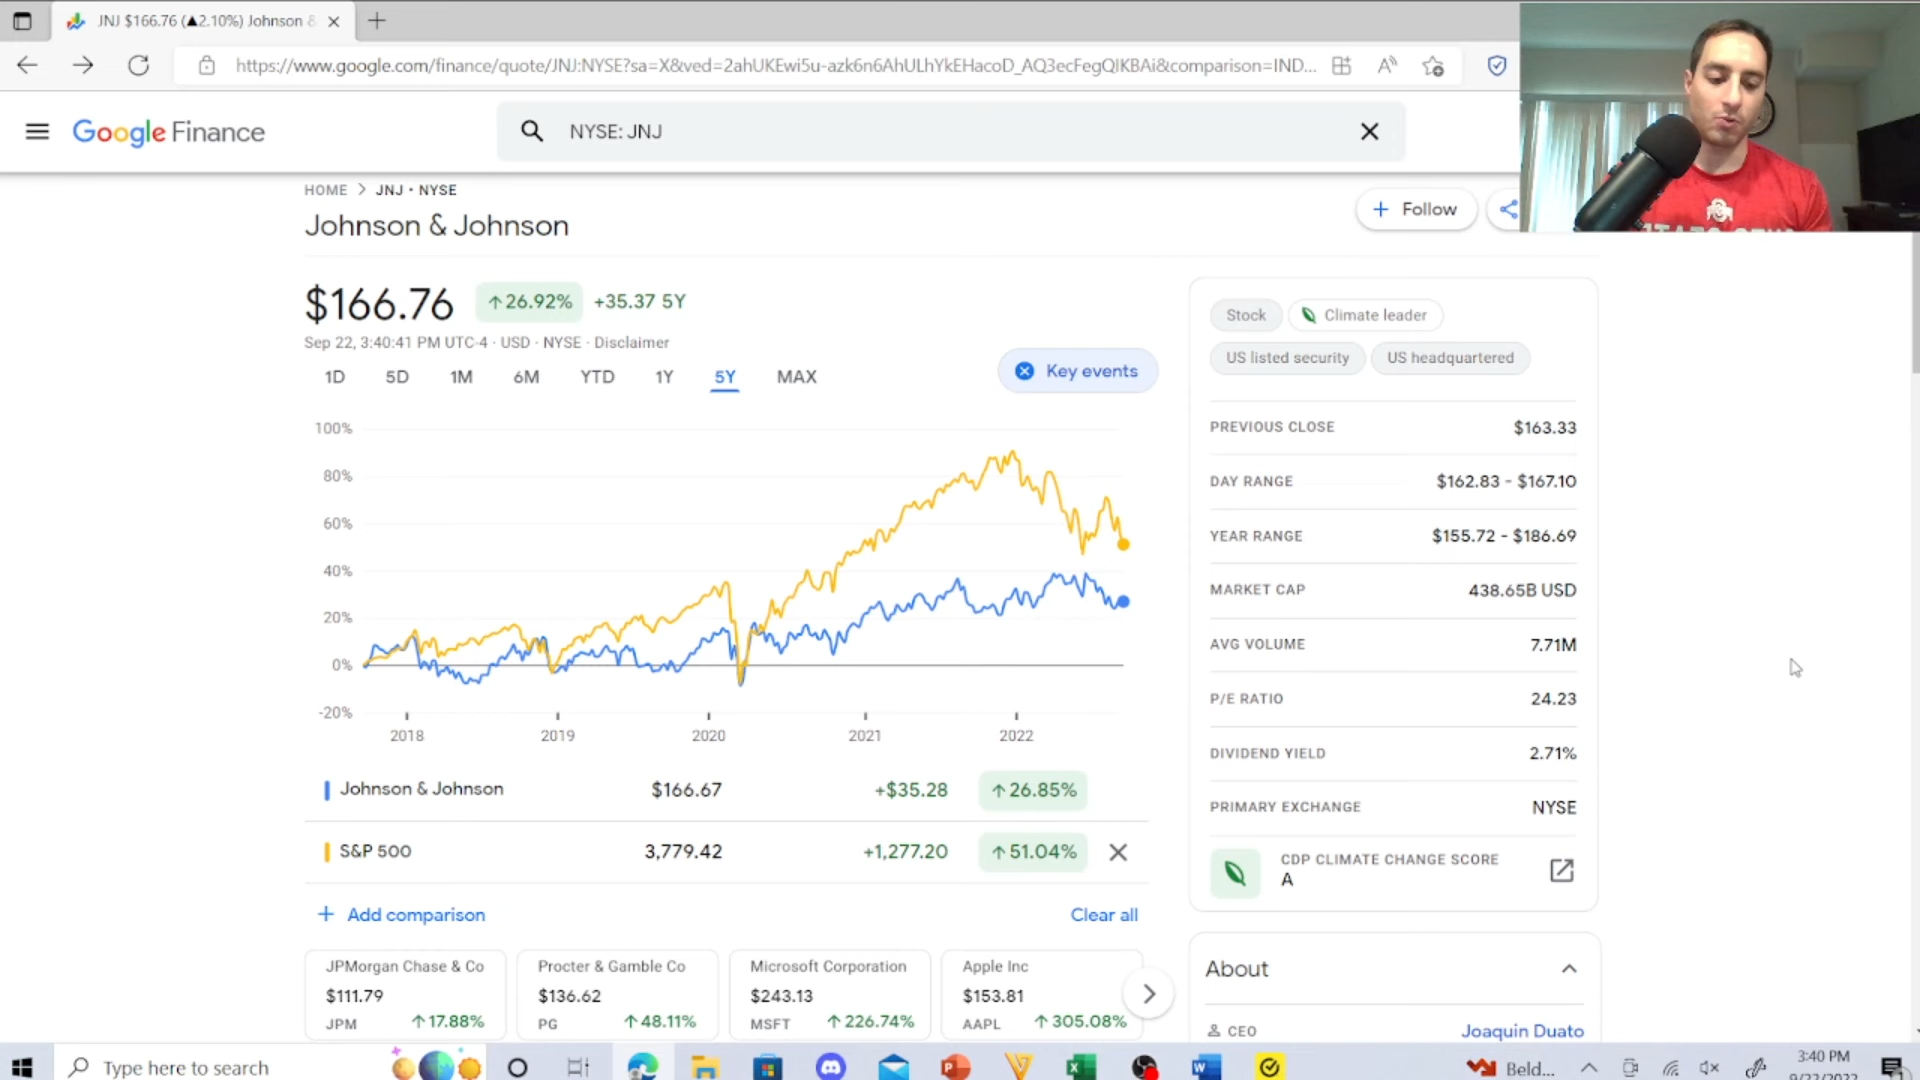 JNJ $166.76 (▲2.10%) Johnson &
https://www.google.com/finance/quote/JNJ:NYSE?sa=X&ved=2ahUKEwi5u-azk6n6AhULhYkEHacoD_AQ3ecFegQIKBAi&comparison=IND...
Google Finance
NYSE: JNJ
HOME > JNJ • NYSE
Johnson & Johnson
+ Follow
$166.76 ↑26.92% +35.37 5Y
Sep 22, 3:40:41 PM UTC-4 · USD · NYSE · Disclaimer
1D 5D 1M 6M YTD 1Y 5Y MAX
Key events
100%
80%
60%
40%
20%
0%
-20%
2018 2019 2020 2021 2022
Johnson & Johnson $166.67 +$35.28 ↑26.85%
S&P 500 3,779.42 +1,277.20 ↑51.04%
+ Add comparison Clear all
JPMorgan Chase & Co
$111.79
JPM ↑17.88%
Procter & Gamble Co
$136.62
PG ↑48.11%
Microsoft Corporation
$243.13
MSFT ↑226.74%
Apple Inc
$153.81
AAPL ↑305.08%
Stock Climate leader
US listed security US headquartered
PREVIOUS CLOSE $163.33
DAY RANGE $162.83 - $167.10
YEAR RANGE $155.72 - $186.69
MARKET CAP 438.65B USD
AVG VOLUME 7.71M
P/E RATIO 24.23
DIVIDEND YIELD 2.71%
PRIMARY EXCHANGE NYSE
CDP CLIMATE CHANGE SCORE
A
About
CEO Joaquin Duato
Type here to search
Beld...
3:40 PM